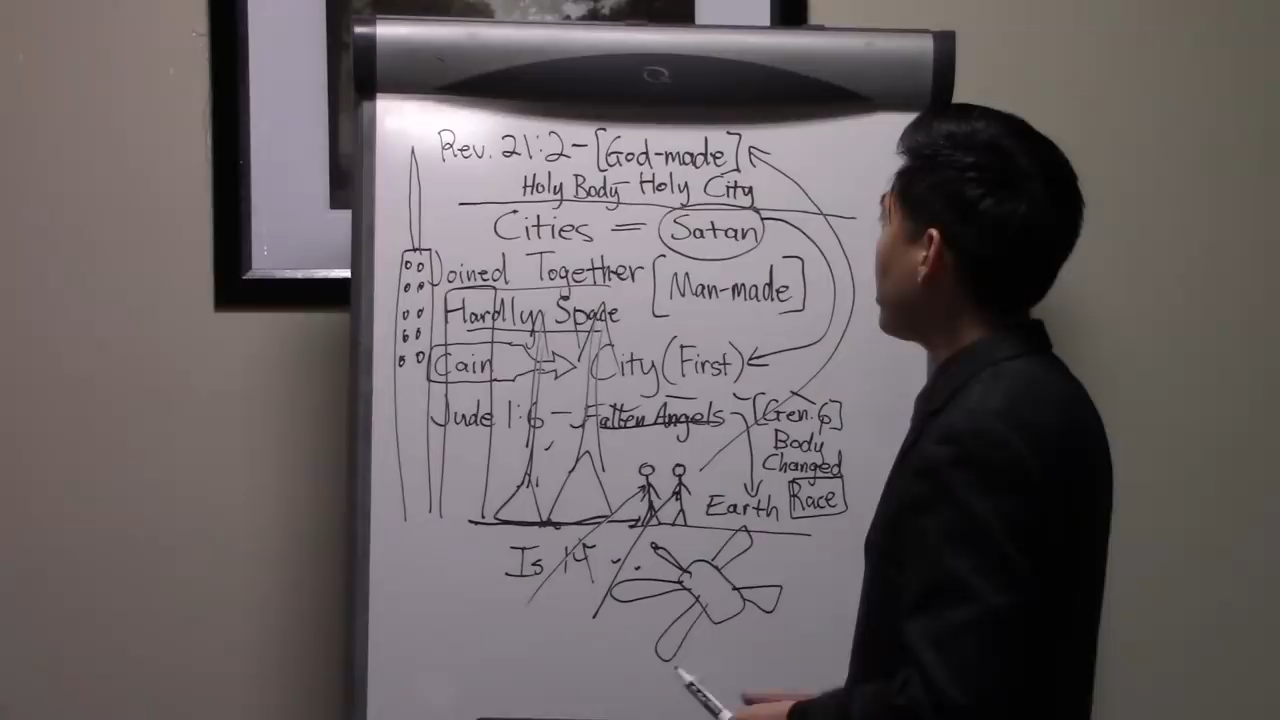 Rev. 21:2 - [God-made]
Holy Body Holy City
Cities = Satan
Joined Together [Man-made]
Hardly Space
Cain City (First)
Jude 1:6 - Fallen Angels [Gen. 6]
Body
Changed
Earth Race
Is 14